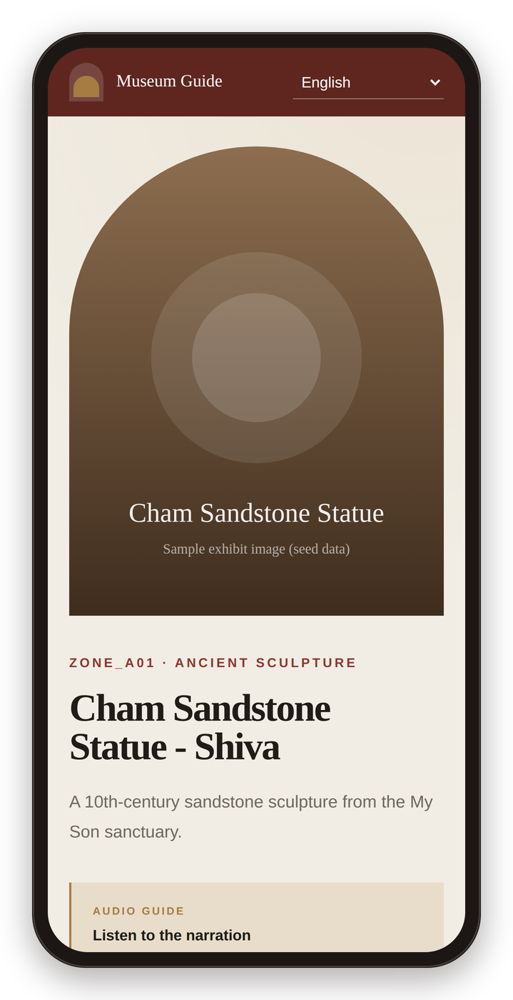 Museum Guide
English
Cham Sandstone Statue
Sample exhibit image (seed data)
ZONE_A01 · ANCIENT SCULPTURE
Cham Sandstone
Statue - Shiva
A 10th-century sandstone sculpture from the My
Son sanctuary.
AUDIO GUIDE
Listen to the narration